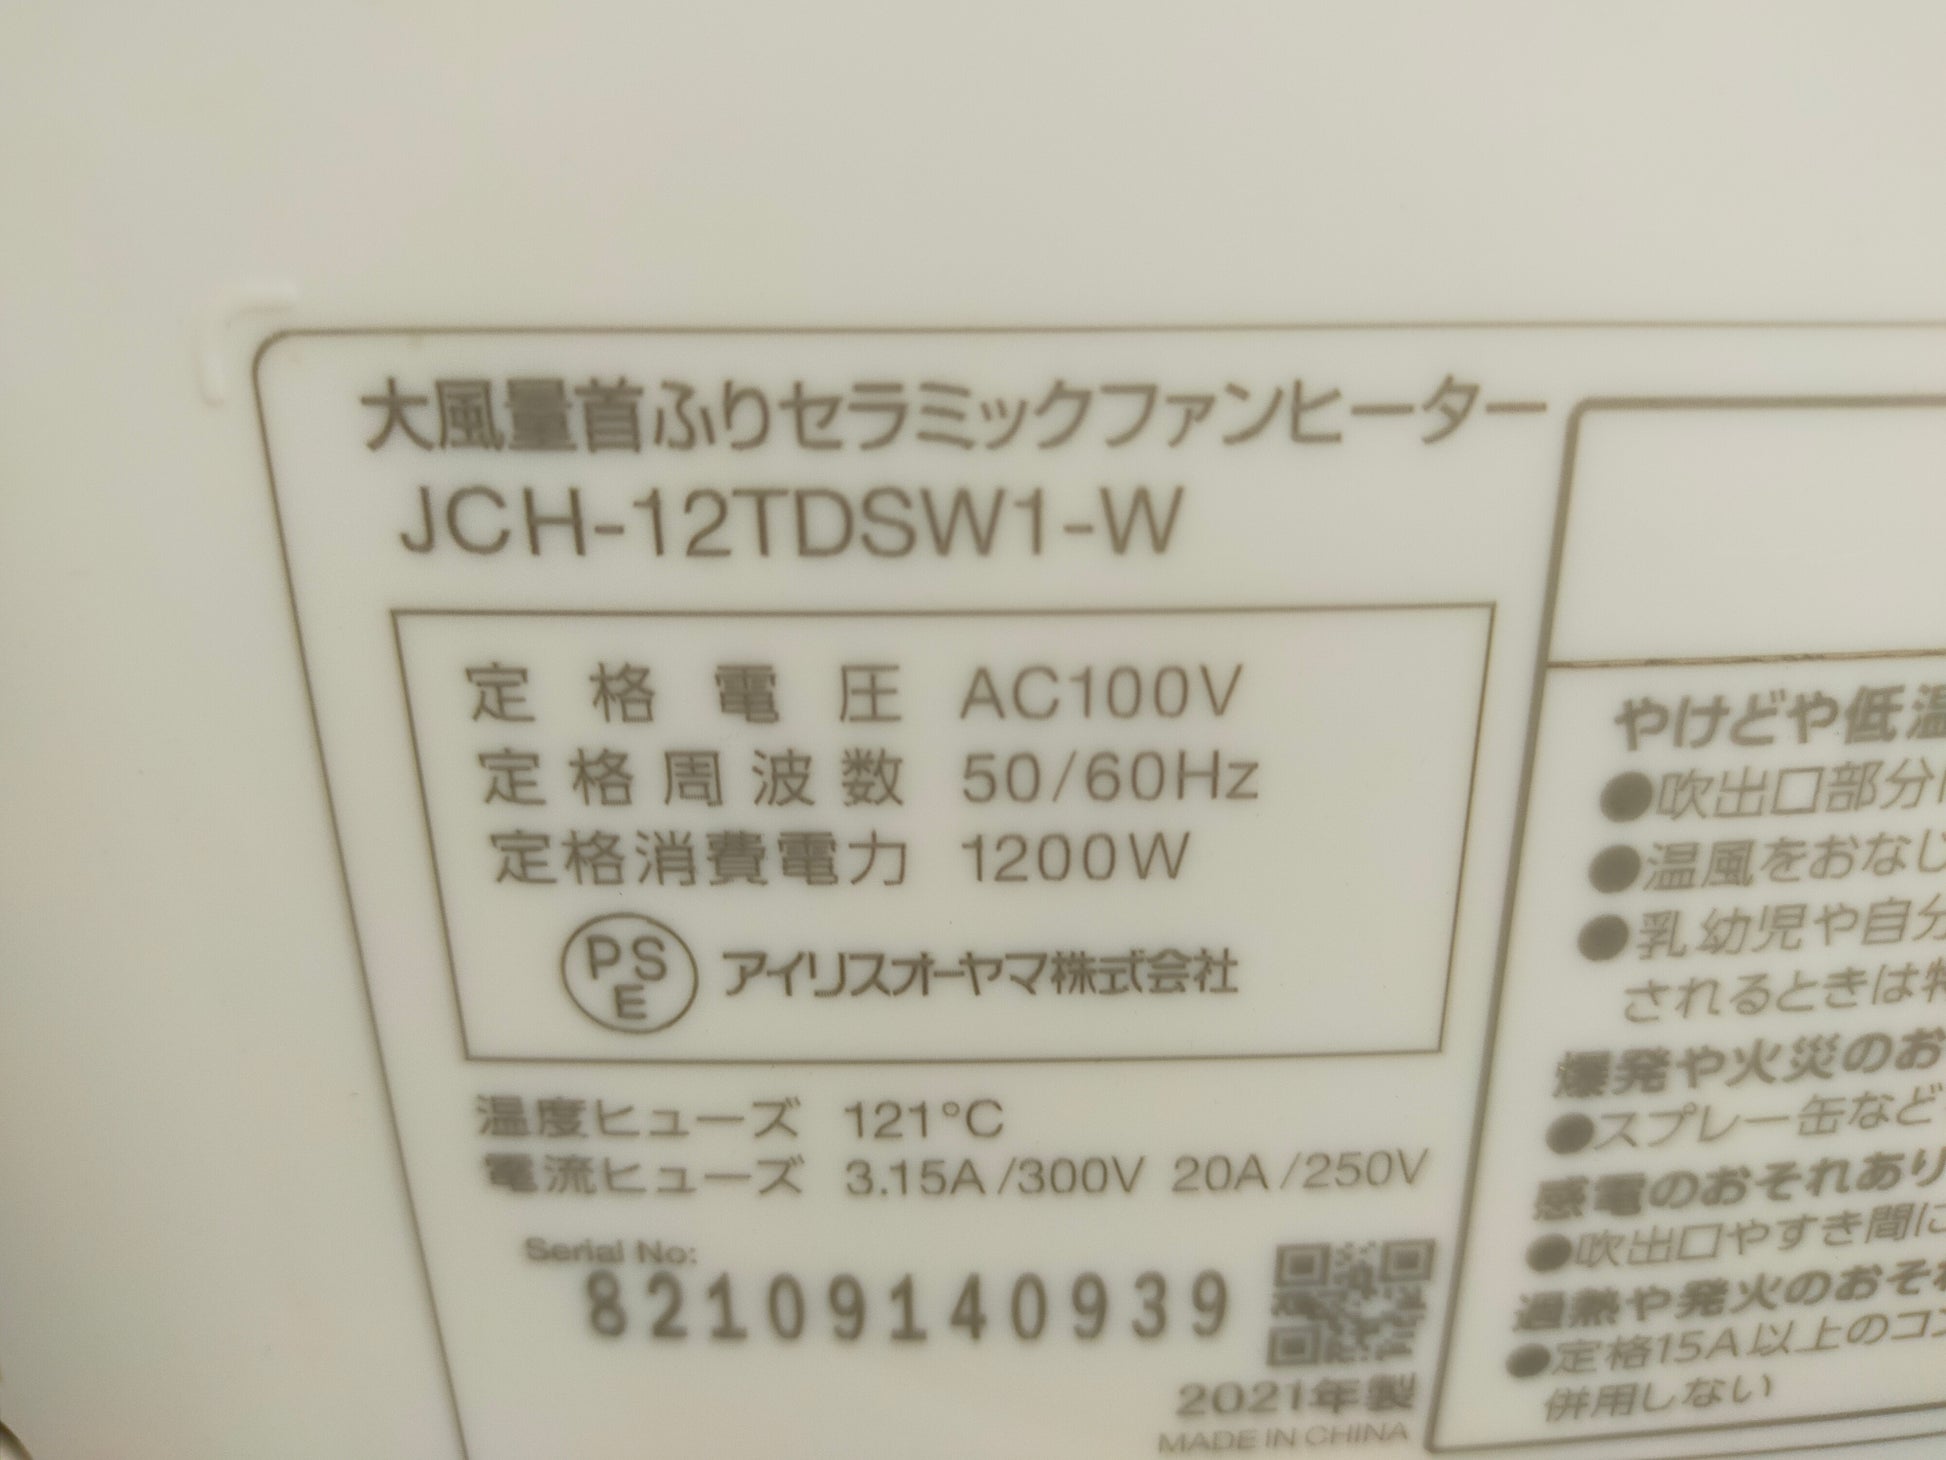 大風量首ふりセラミックファンヒーター
JCH-12TDSW1-W
定格電圧 AC100V
定格周波数 50/60Hz
定格消費電力 1200W
PS
E
アイリスオーヤマ株式会社
温度ヒューズ 121℃
電流ヒューズ 3.15A/300V 20A/250V
Serial No:
82109140939
2021年製
MADE IN CHINA
やけどや低温
●吹出口部分に
●温風をおなじ
●乳幼児や自分
されるときは特
爆発や火災のお
●スプレー缶など
感電のおそれあり
●吹出口やすき間に
過熱や発火のおそれ
●定格15A以上のコン
併用しない